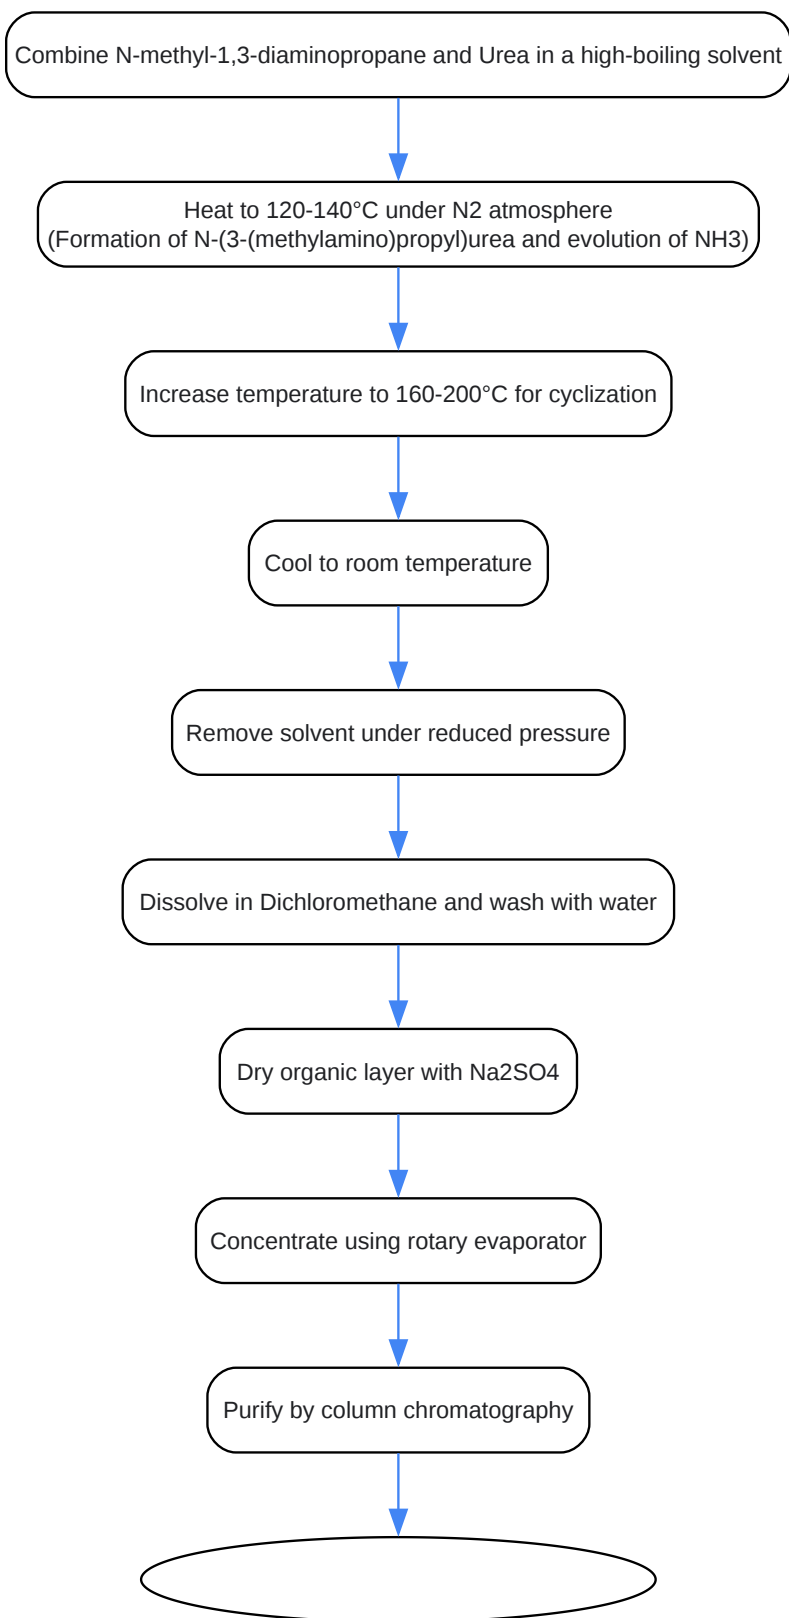 Combine N-methyl-1,3-diaminopropane and Urea in a high-boiling solvent
Heat to 120-140°C under N2 atmosphere
(Formation of N-(3-(methylamino)propyl)urea and evolution of NH3)
Increase temperature to 160-200°C for cyclization
Cool to room temperature
Remove solvent under reduced pressure
Dissolve in Dichloromethane and wash with water
Dry organic layer with Na2SO4
Concentrate using rotary evaporator
Purify by column chromatography